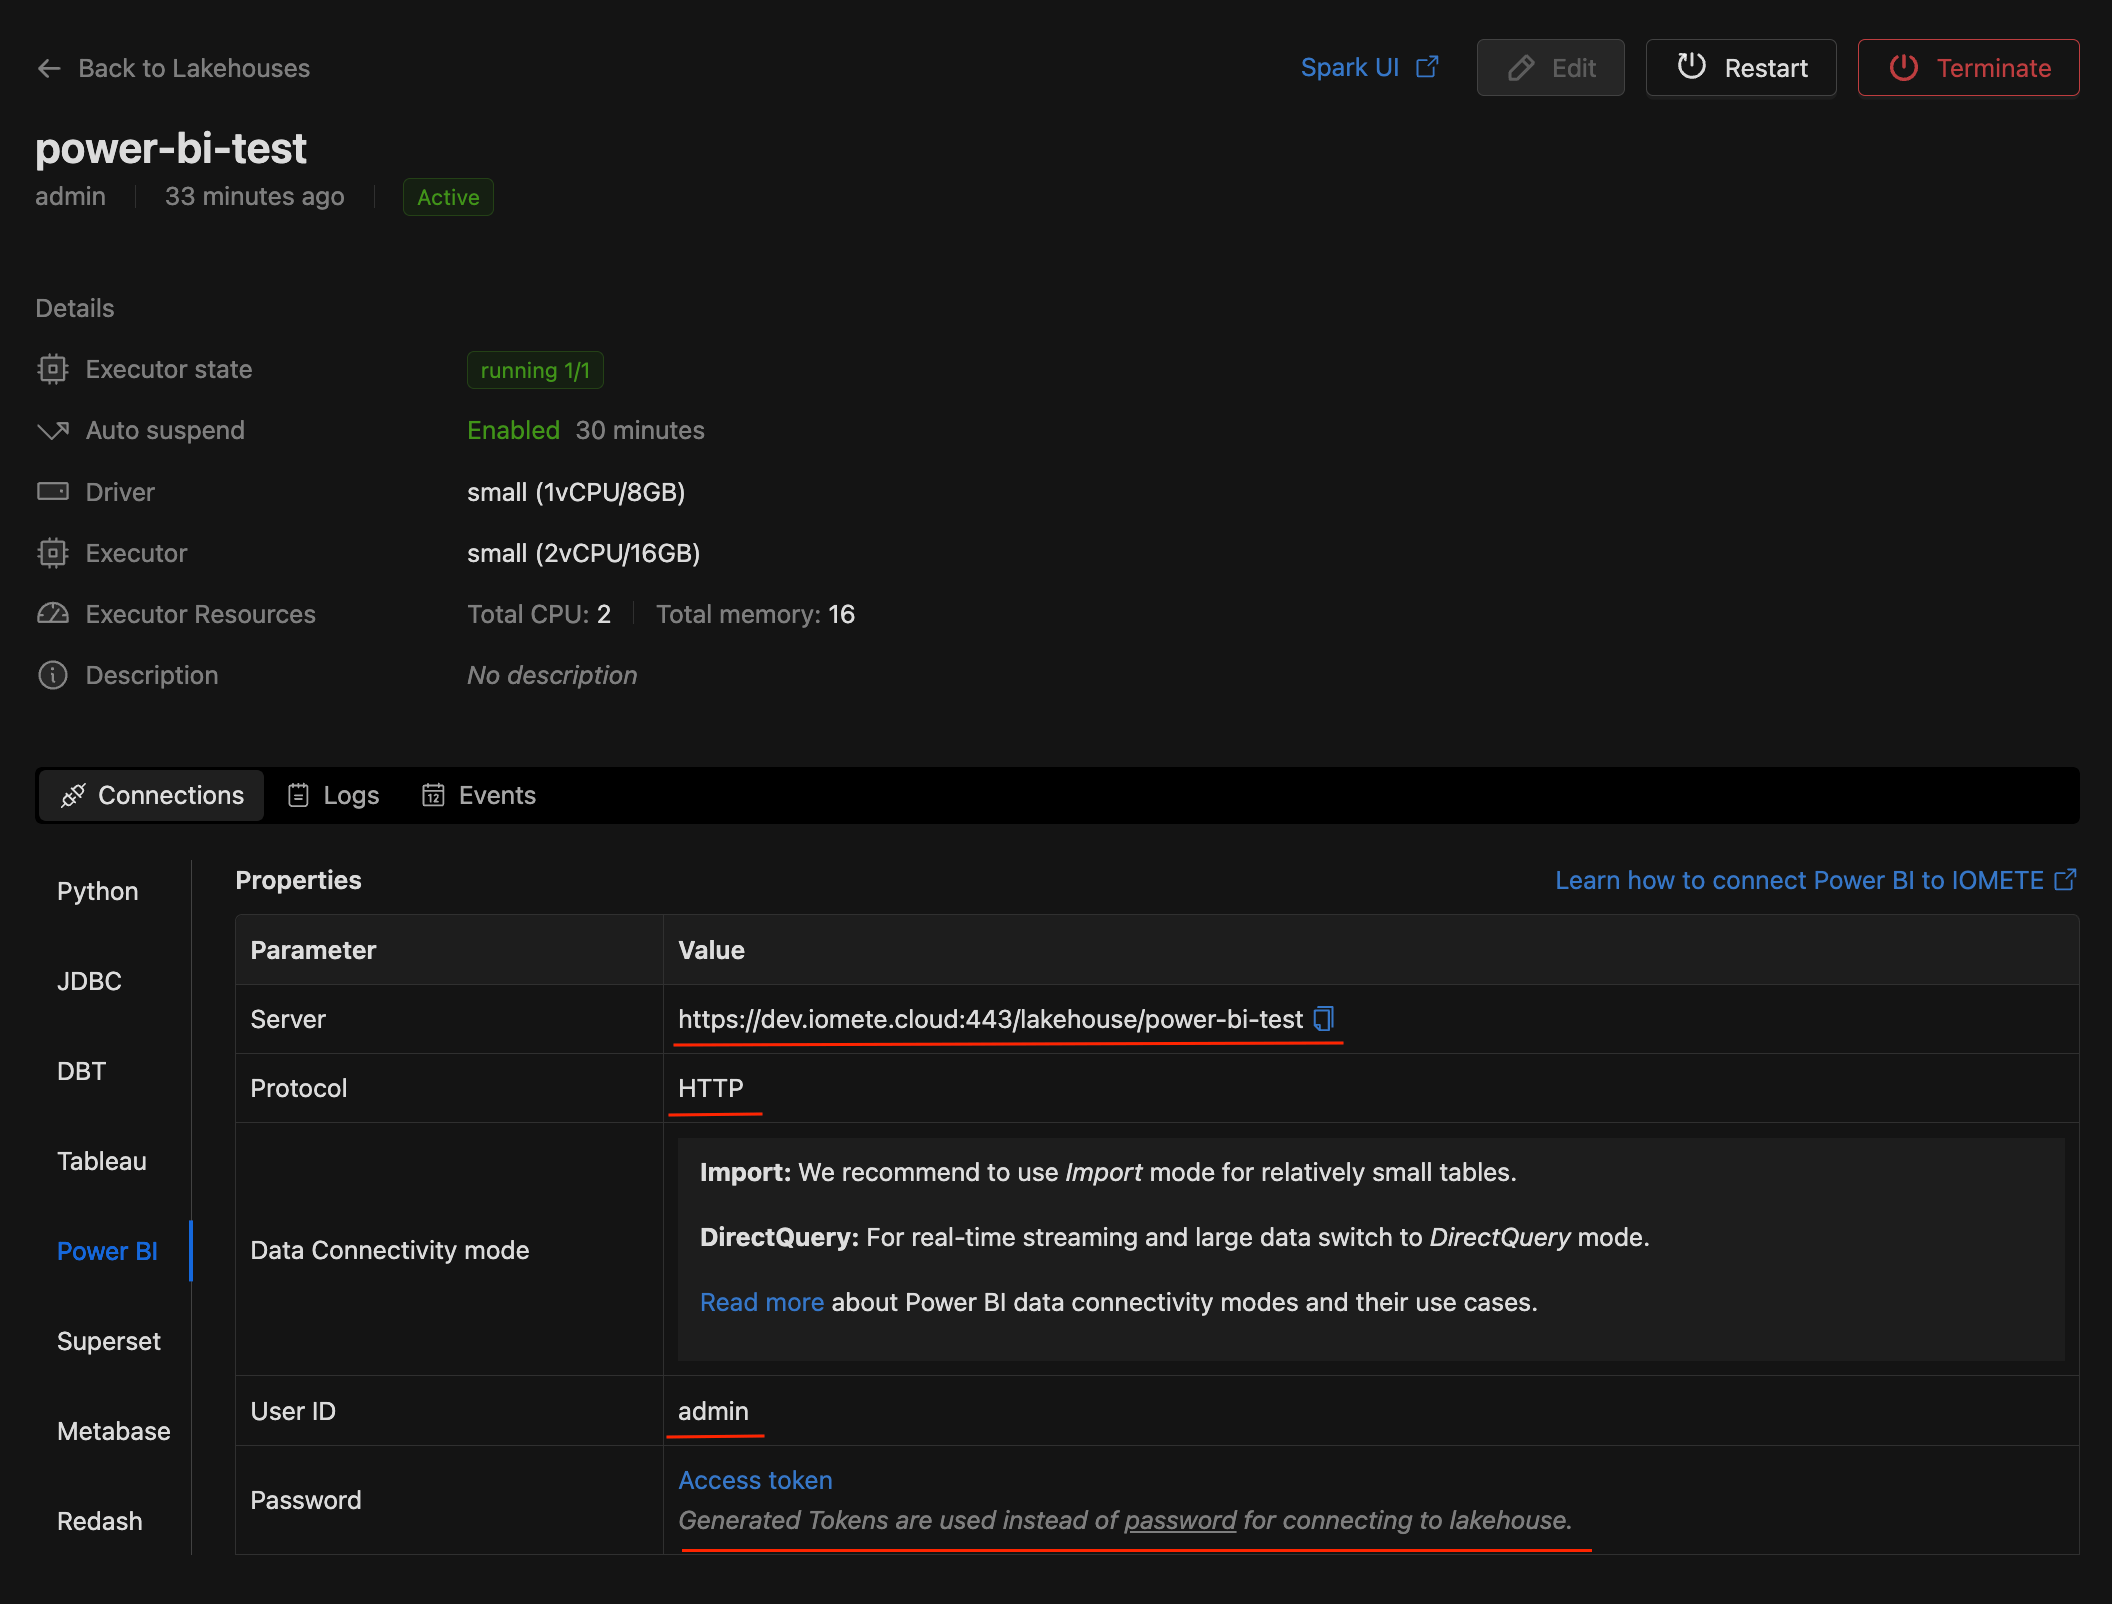 Back to Lakehouses
Spark UI
Edit
Restart
Terminate
power-bi-test
admin
33 minutes ago
Active
Details
Executor state
running 1/1
Auto suspend
Enabled 30 minutes
Driver
small (1vCPU/8GB)
Executor
small (2vCPU/16GB)
Executor Resources
Total CPU: 2
Total memory: 16
Description
No description
Connections
Logs
12
Events
Python
JDBC
DBT
Tableau
Power BI
Superset
Metabase
Redash
Properties
Learn how to connect Power BI to IOMETE
Parameter
Value
Server
https://dev.iomete.cloud:443/lakehouse/power-bi-test
Protocol
HTTP
Data Connectivity mode
Import: We recommend to use Import mode for relatively small tables.
DirectQuery: For real-time streaming and large data switch to DirectQuery mode.
Read more about Power BI data connectivity modes and their use cases.
User ID
admin
Password
Access token
Generated Tokens are used instead of password for connecting to lakehouse.